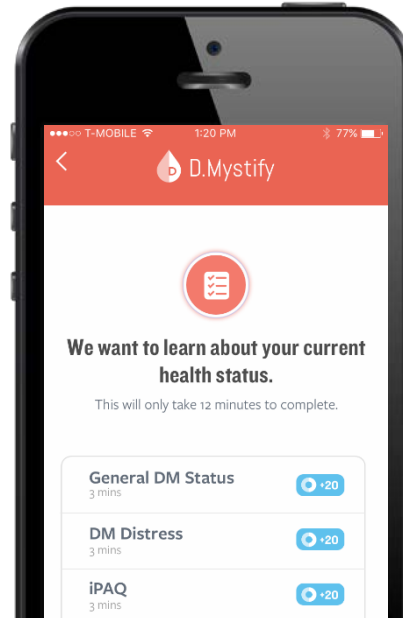 T-MOBILE 1:20 PM 77%
D D.Mystify
We want to learn about your current
health status.
This will only take 12 minutes to complete.
General DM Status
3 mins
+20
DM Distress
3 mins
+20
iPAQ
3 mins
+20